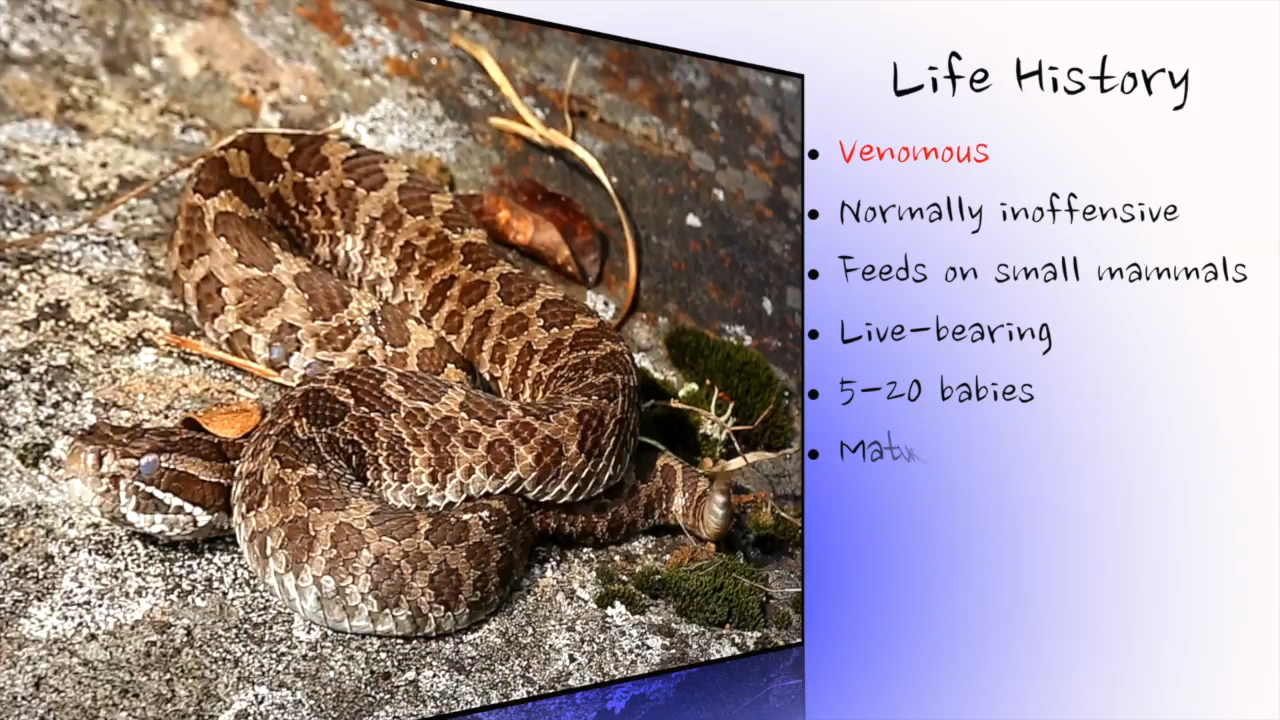 Life History
• Venomous
• Normally inoffensive
• Feeds on small mammals
• Live-bearing
• 5-20 babies
•